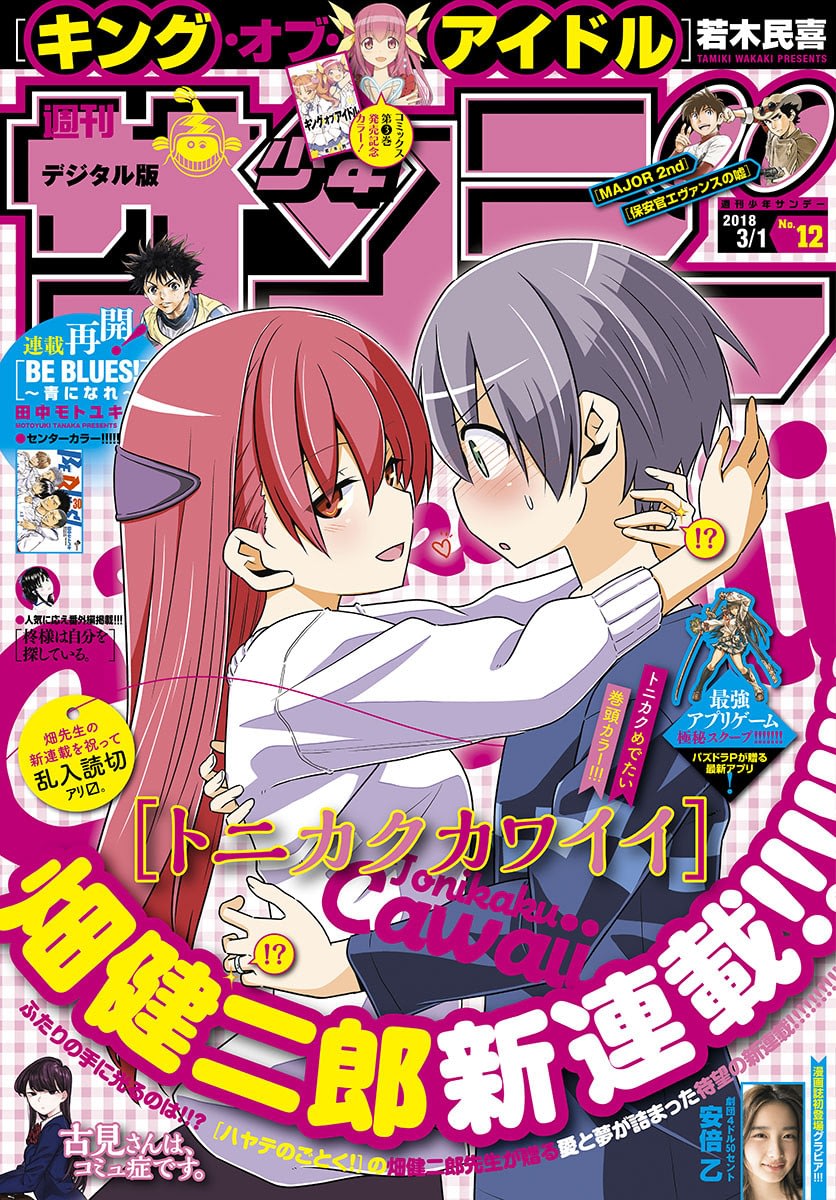 [キング・オブ・アイドル]
若木民喜
TAMIKI WAKAKI PRESENTS
キングオブアイドル
コミックス
第3巻
発売記念
カラー!
週刊
少年
サンデー
デジタル版
[MAJOR 2nd]
[保安官エヴァンスの嘘]
週刊少年サンデー
2018
3/1
No.12
連載再開!
[BE BLUES!
~青になれ~
田中モトユキ
MOTOYUKI TANAKA PRESENTS
●センターカラー!!!!!
30
●人気に応え番外編掲載!!!
[柊様は自分を
探している。]
畑先生の
新連載を祝って
乱入読切
アリ〼。
!?
最強
アプリゲーム
極秘スクープ!!!!!!!!
パズドラPが贈る
最新アプリ
!
トニカクめでたい
巻頭カラー!!!
[トニカクカワイイ]
Tonikaku
Cawaii
!?
畑健二郎新連載!!!!!
ふたりの手に光るのは!!?
[ハヤテのごとく!]の畑健二郎先生が贈る愛と夢が詰まった待望の新連載!!!!!!!!
古見さんは、
コミュ症です。
漫画誌初登場グラビア!!!
劇団4ドル50セント
安倍乙